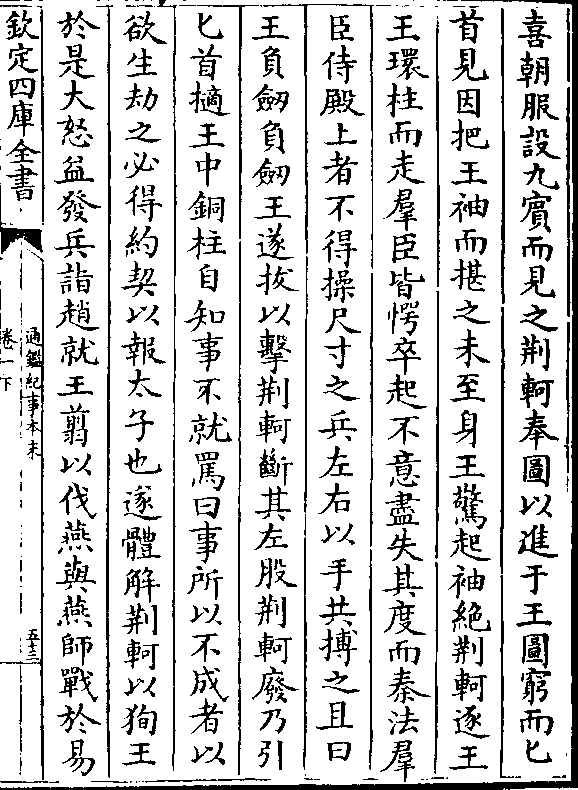 喜朝服設九賓而見之荆軻奉圖以進于王圖窮而匕
首見因把王袖而揕之未至身王驚起袖絶荆軻逐王
王環柱而走羣臣皆愕卒起不意盡失其度而秦法羣
臣侍殿上者不得操尺寸之兵左右以手共搏之且曰
王負劒負劒王遂拔以擊荆軻斷其左股荆軻廢乃引
匕首擿王中銅柱自知事不就罵曰事所以不成者以
欲生劫之必得約契以報太子也遂體解荆軻以狥王
於是大怒益發兵詣趙就王翦以伐燕與燕師戰於易
欽定四庫全書
通鑑紀事本末
卷一下
五十三